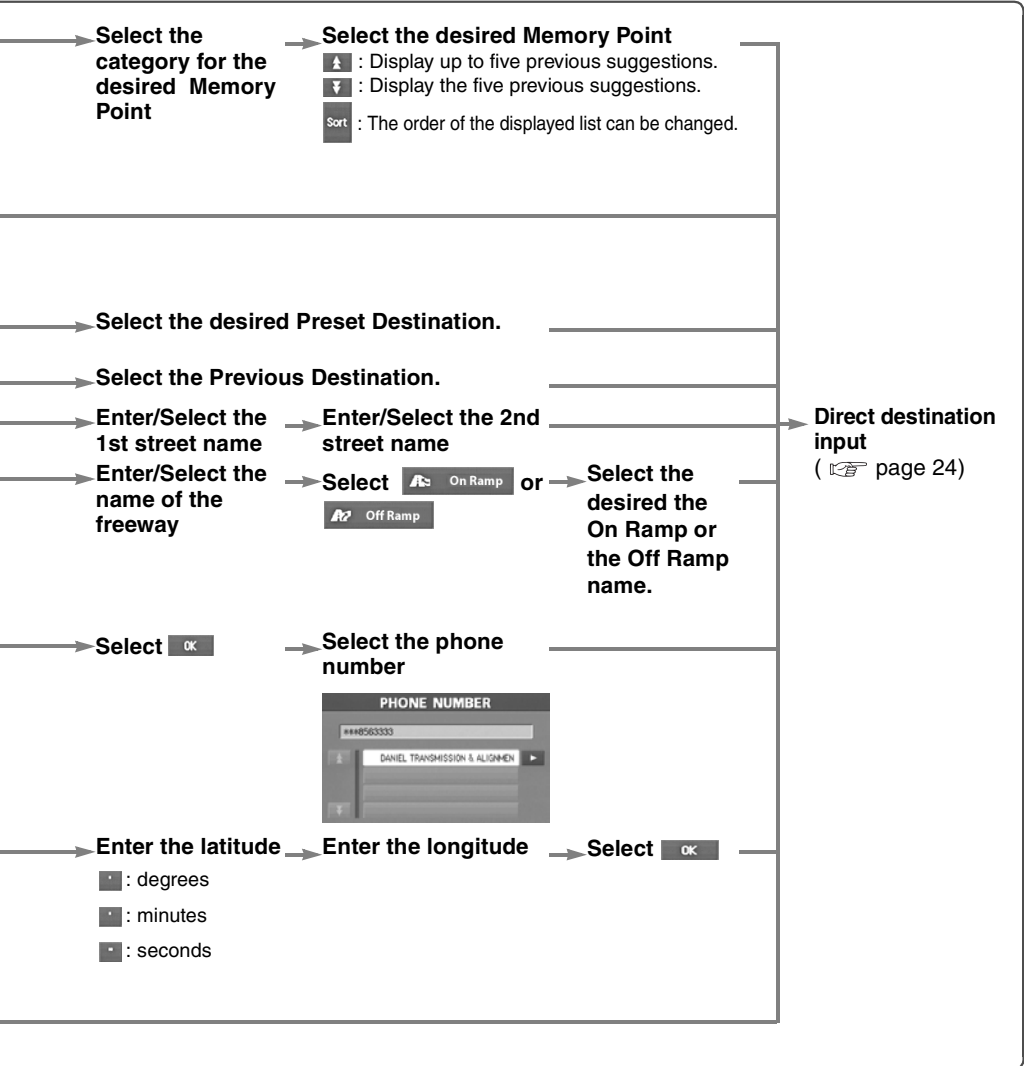 Select the
category for the
desired Memory
Point
Select the desired Memory Point
: Display up to five previous suggestions.
: Display the five previous suggestions.
Sort : The order of the displayed list can be changed.
Select the desired Preset Destination.
Select the Previous Destination.
Enter/Select the
1st street name
Enter/Select the 2nd
street name
Enter/Select the
name of the
freeway
Select On Ramp or
Off Ramp
Select the
desired the
On Ramp or
the Off Ramp
name.
Direct destination
input
( page 24)
Select OK
Select the phone
number
PHONE NUMBER
***8563333
DANIEL TRANSMISSION & ALIGNMEN
Enter the latitude
: degrees
: minutes
: seconds
Enter the longitude
Select OK